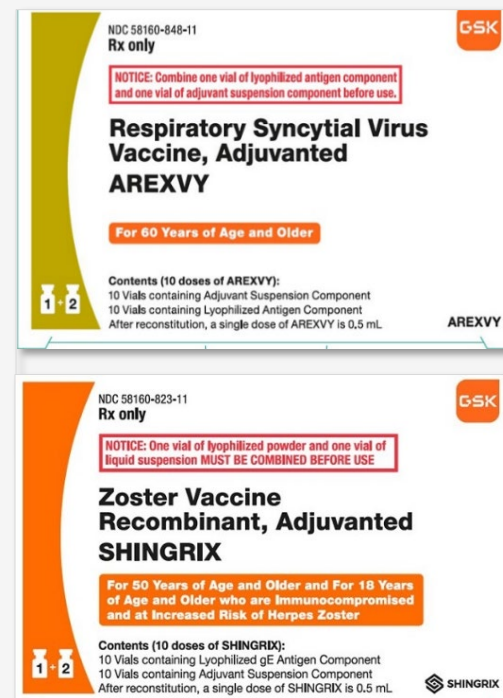 GSK
NDC 58160-848-11
Rx only
NOTICE: Combine one vial of lyophilized antigen component
and one vial of adjuvant suspension component before use.
Respiratory Syncytial Virus
Vaccine, Adjuvanted
AREXVY
For 60 Years of Age and Older
Contents (10 doses of AREXVY):
10 Vials containing Adjuvant Suspension Component
10 Vials containing Lyophilized Antigen Component
After reconstitution, a single dose of AREXVY is 0.5 mL
1 + 2
AREXVY
GSK
NDC 58160-823-11
Rx only
NOTICE: One vial of lyophilized powder and one vial of
liquid suspension MUST BE COMBINED BEFORE USE
Zoster Vaccine
Recombinant, Adjuvanted
SHINGRIX
For 50 Years of Age and Older and For 18 Years
of Age and Older who are Immunocompromised
and at Increased Risk of Herpes Zoster
Contents (10 doses of SHINGRIX):
10 Vials containing Lyophilized gE Antigen Component
10 Vials containing Adjuvant Suspension Component
After reconstitution, a single dose of SHINGRIX is 0.5 mL
1 + 2
SHINGRIX